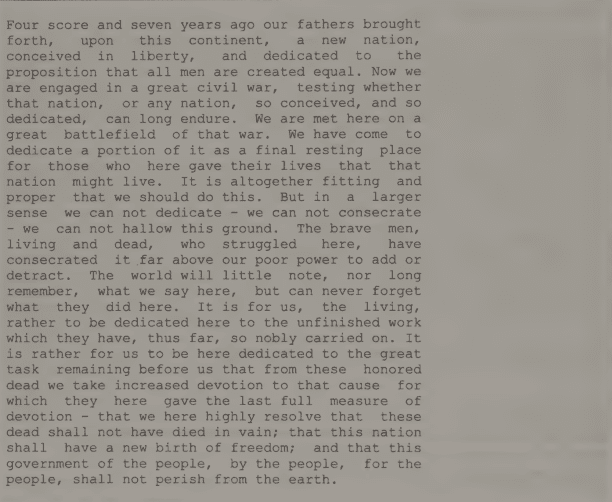 Four score and seven years ago our fathers brought
forth, upon this continent, a new nation,
conceived in liberty, and dedicated to the
proposition that all men are created equal. Now we
are engaged in a great civil war, testing whether
that nation, or any nation, so conceived, and so
dedicated, can long endure. We are met here on a
great battlefield of that war. We have come to
dedicate a portion of it as a final resting place
for those who here gave their lives that that
nation might live. It is altogether fitting and
proper that we should do this. But in a larger
sense we can not dedicate - we can not consecrate
- we can not hallow this ground. The brave men,
living and dead, who struggled here, have
consecrated it far above our poor power to add or
detract. The world will little note, nor long
remember, what we say here, but can never forget
what they did here. It is for us, the living,
rather to be dedicated here to the unfinished work
which they have, thus far, so nobly carried on. It
is rather for us to be here dedicated to the great
task remaining before us that from these honored
dead we take increased devotion to that cause for
which they here gave the last full measure of
devotion - that we here highly resolve that these
dead shall not have died in vain; that this nation
shall have a new birth of freedom; and that this
government of the people, by the people, for the
people, shall not perish from the earth.